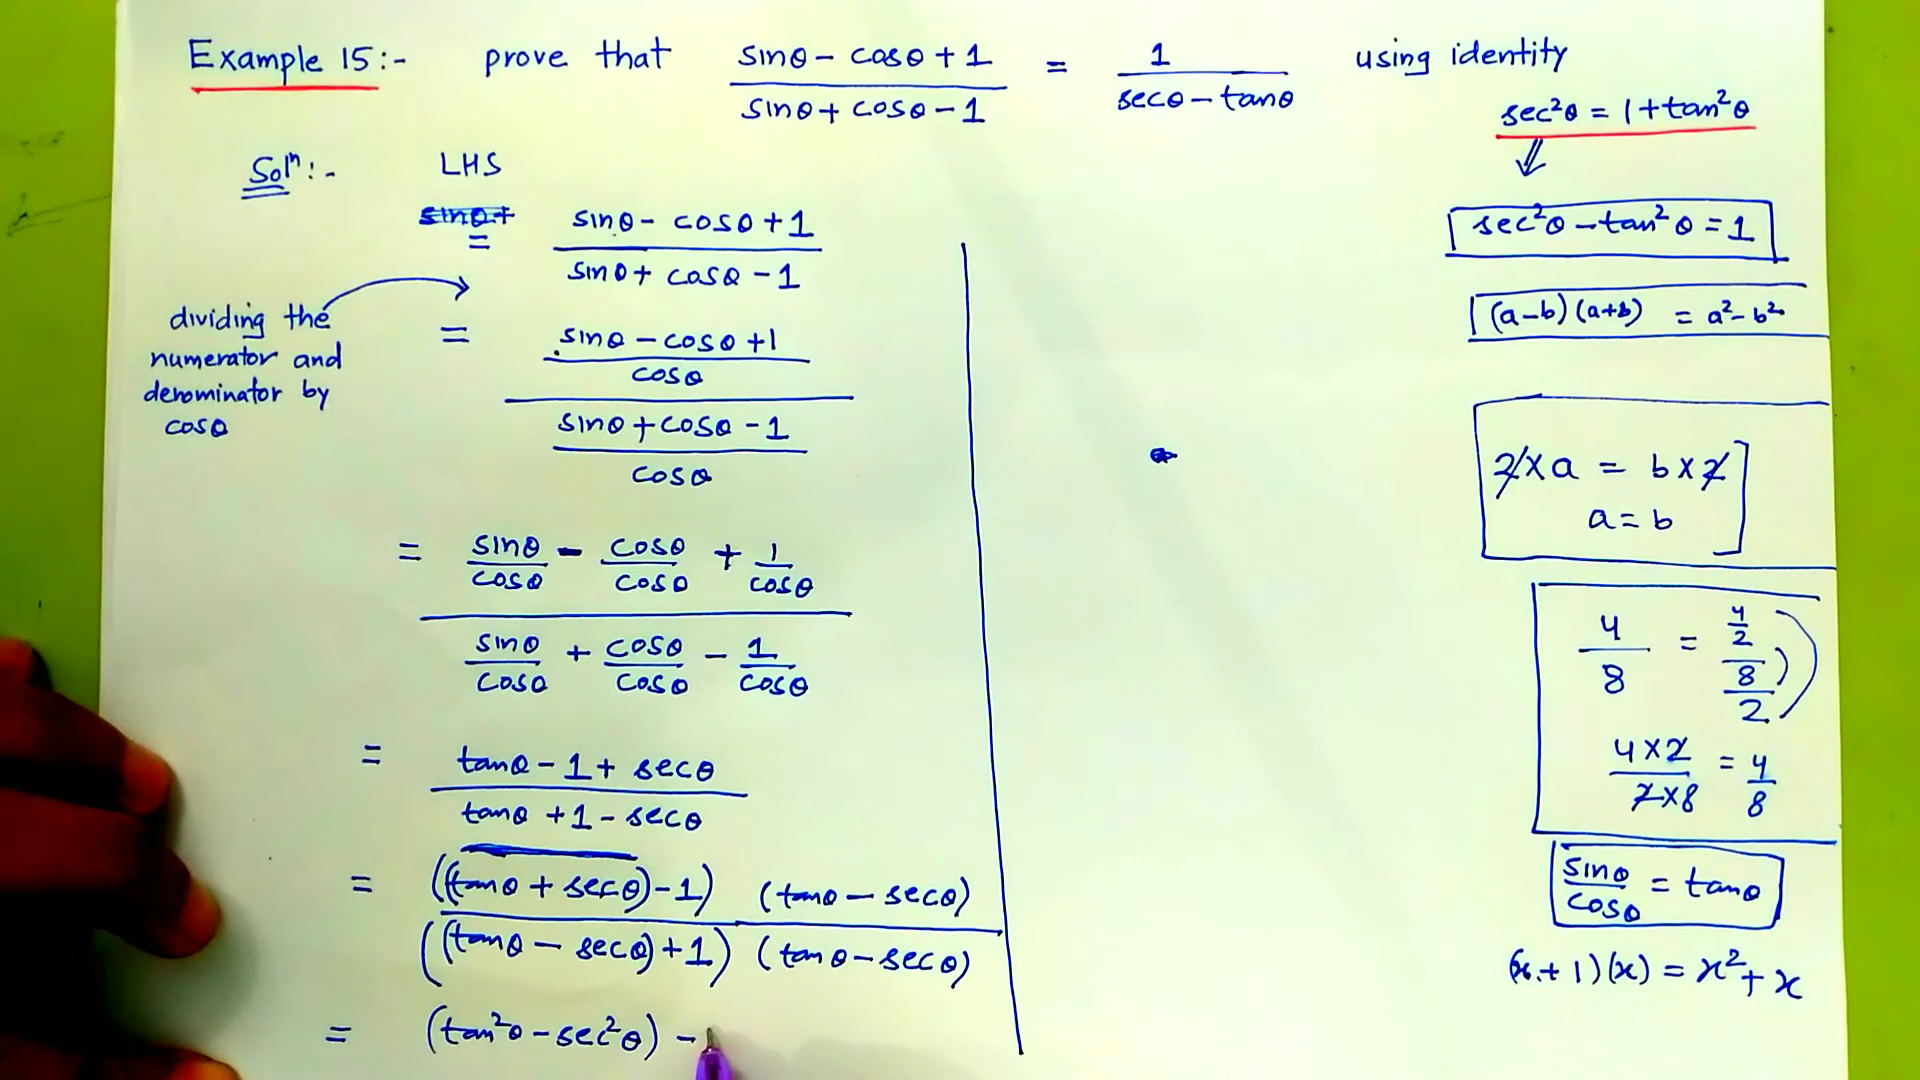 Example 15:- prove that sinθ - cosθ + 1 / sinθ + cosθ - 1 = 1 / secθ - tanθ using identity
sec²θ = 1 + tan²θ
⇓
sec²θ - tan²θ = 1
(a-b) (a+b) = a² - b²
2 x a = b x 2
a = b
4 / 8 = 4/2 / 8/2
4 x 2 / 2 x 8 = 4 / 8
sinθ / cosθ = tanθ
(x + 1) (x) = x² + x
Solⁿ:- LHS
sinθ+
= sinθ - cosθ + 1 / sinθ + cosθ - 1
dividing the
numerator and
denominator by
cosθ
= sinθ - cosθ + 1 / cosθ / sinθ + cosθ - 1 / cosθ
= sinθ/cosθ - cosθ/cosθ + 1/cosθ / sinθ/cosθ + cosθ/cosθ - 1/cosθ
= tanθ - 1 + secθ / tanθ + 1 - secθ
= ((tanθ + secθ) - 1) (tanθ - secθ) / ((tanθ - secθ) + 1) (tanθ - secθ)
= (tan²θ - sec²θ) -